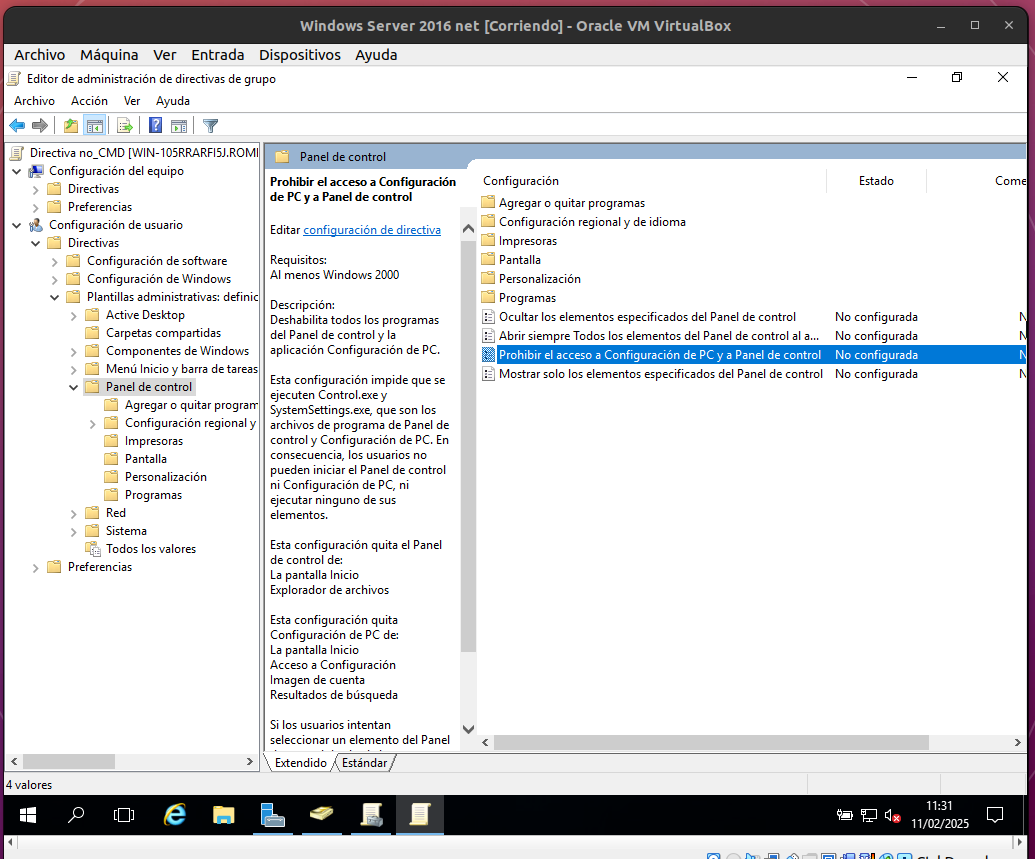 Windows Server 2016 net [Corriendo] - Oracle VM VirtualBox
Archivo Máquina Ver Entrada Dispositivos Ayuda
Editor de administración de directivas de grupo
Archivo Acción Ver Ayuda
Directiva no_CMD [WIN-105RRARFI5J.ROMI
Configuración del equipo
Directivas
Preferencias
Configuración de usuario
Directivas
Configuración de software
Configuración de Windows
Plantillas administrativas: definic
Active Desktop
Carpetas compartidas
Componentes de Windows
Menú Inicio y barra de tareas
Panel de control
Agregar o quitar program
Configuración regional y
Impresoras
Pantalla
Personalización
Programas
Red
Sistema
Todos los valores
Preferencias
Panel de control
Prohibir el acceso a Configuración
de PC y a Panel de control
Editar configuración de directiva
Requisitos:
Al menos Windows 2000
Descripción:
Deshabilita todos los programas
del Panel de control y la
aplicación Configuración de PC.
Esta configuración impide que se
ejecuten Control.exe y
SystemSettings.exe, que son los
archivos de programa de Panel de
control y Configuración de PC. En
consecuencia, los usuarios no
pueden iniciar el Panel de control
ni Configuración de PC, ni
ejecutar ninguno de sus
elementos.
Esta configuración quita el Panel
de control de:
La pantalla Inicio
Explorador de archivos
Esta configuración quita
Configuración de PC de:
La pantalla Inicio
Acceso a Configuración
Imagen de cuenta
Resultados de búsqueda
Si los usuarios intentan
seleccionar un elemento del Panel
Configuración Estado Come
Agregar o quitar programas
Configuración regional y de idioma
Impresoras
Pantalla
Personalización
Programas
Ocultar los elementos especificados del Panel de control No configurada N
Abrir siempre Todos los elementos del Panel de control al a... No configurada N
Prohibir el acceso a Configuración de PC y a Panel de control No configurada N
Mostrar solo los elementos especificados del Panel de control No configurada N
Extendido Estándar
4 valores
11:31
11/02/2025